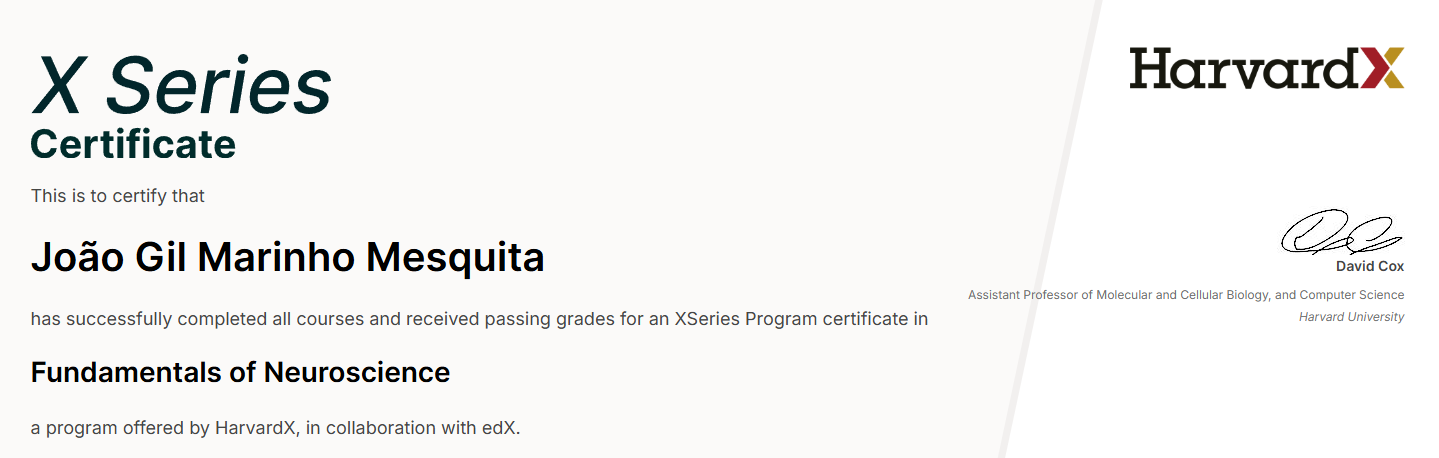 X Series
Certificate
This is to certify that
João Gil Marinho Mesquita
has successfully completed all courses and received passing grades for an XSeries Program certificate in
Fundamentals of Neuroscience
a program offered by HarvardX, in collaboration with edX.
HarvardX
David Cox
Assistant Professor of Molecular and Cellular Biology, and Computer Science
Harvard University